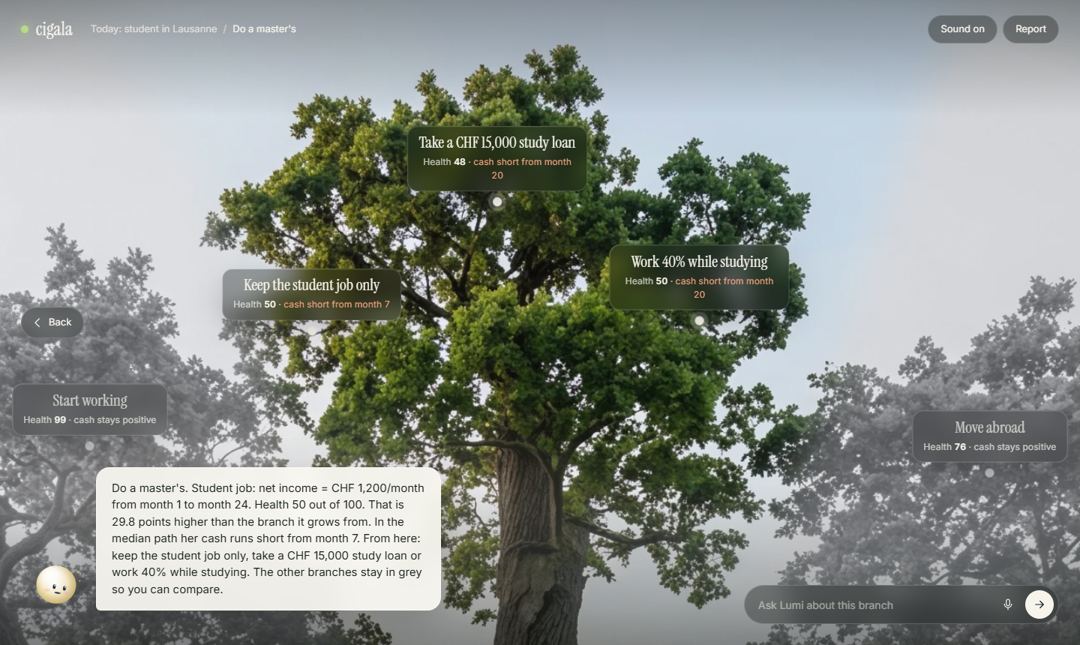 cigala
Today: student in Lausanne / Do a master's
Sound on
Report
Take a CHF 15,000 study loan
Health 48 · cash short from month
20
Work 40% while studying
Health 50 · cash short from month
20
Keep the student job only
Health 50 · cash short from month 7
Back
Start working
Health 99 · cash stays positive
Move abroad
Health 76 · cash stays positive
Do a master's. Student job: net income = CHF 1,200/month
from month 1 to month 24. Health 50 out of 100. That is
29.8 points higher than the branch it grows from. In the
median path her cash runs short from month 7. From here:
keep the student job only, take a CHF 15,000 study loan or
work 40% while studying. The other branches stay in grey
so you can compare.
Ask Lumi about this branch